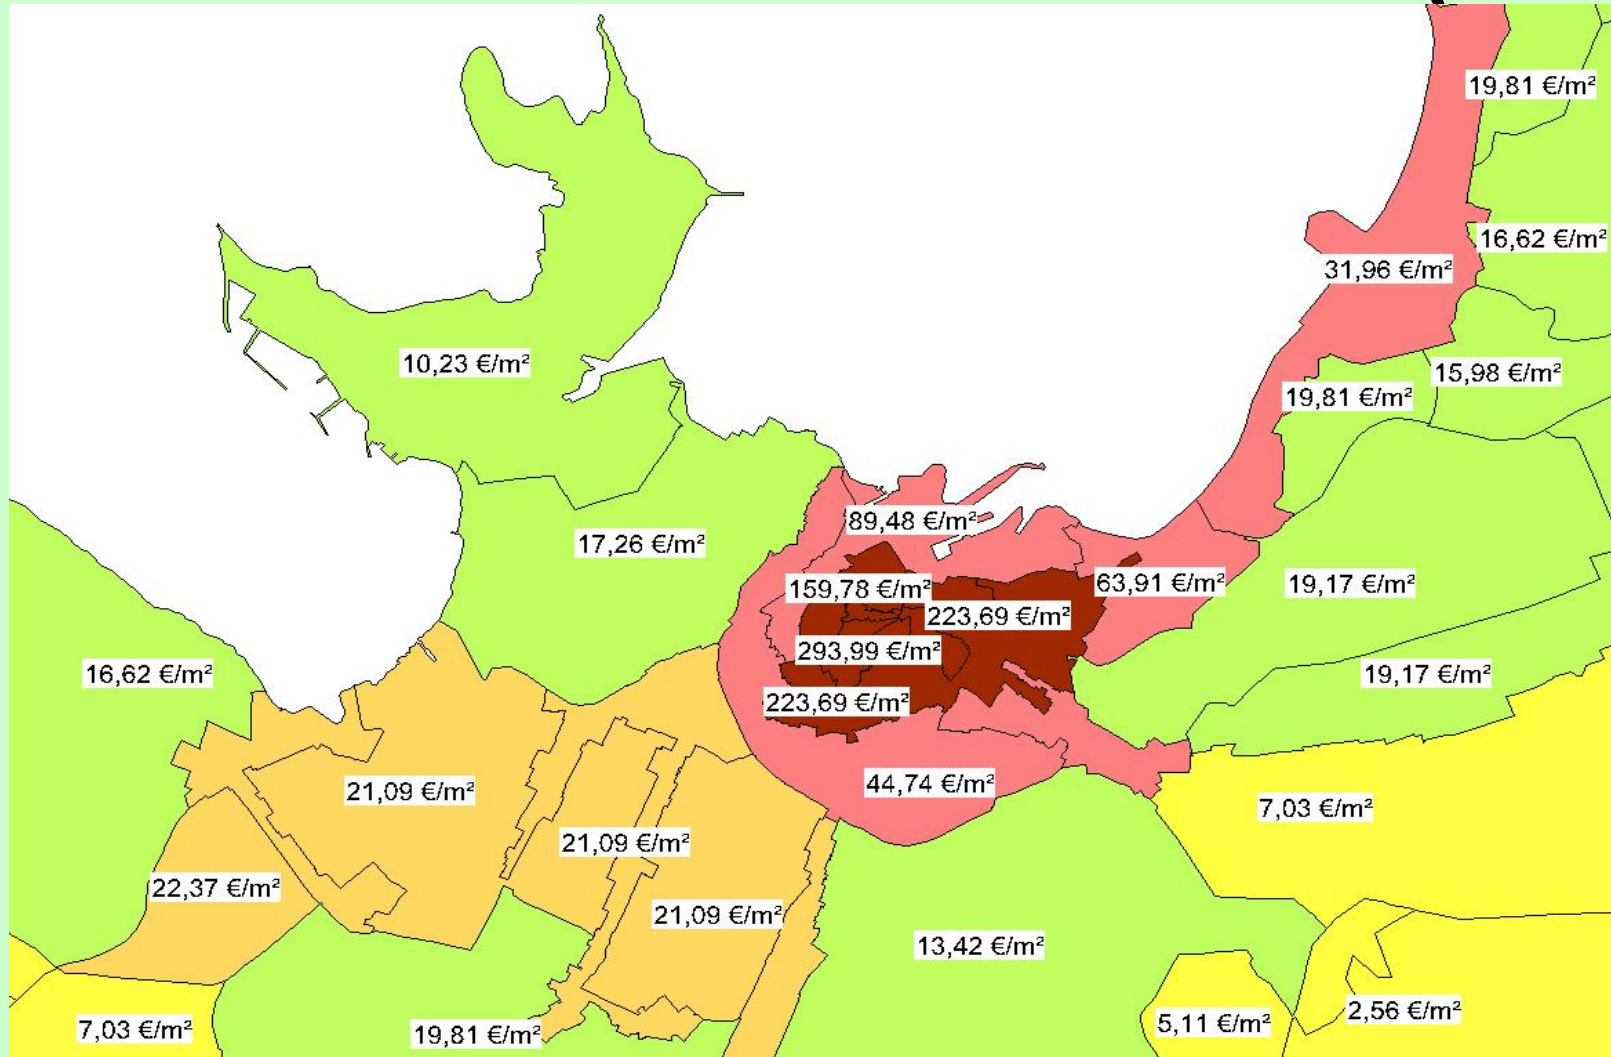 19,81 €/m²
16,62 €/m²
31,96 €/m²
10,23 €/m²
15,98 €/m²
19,81 €/m²
89,48 €/m²
17,26 €/m²
63,91 €/m²
19,17 €/m²
159,78 €/m²
223,69 €/m²
293,99 €/m²
16,62 €/m²
19,17 €/m²
223,69 €/m²
44,74 €/m²
21,09 €/m²
7,03 €/m²
21,09 €/m²
22,37 €/m²
21,09 €/m²
13,42 €/m²
2,56 €/m²
5,11 €/m²
7,03 €/m²
19,81 €/m²